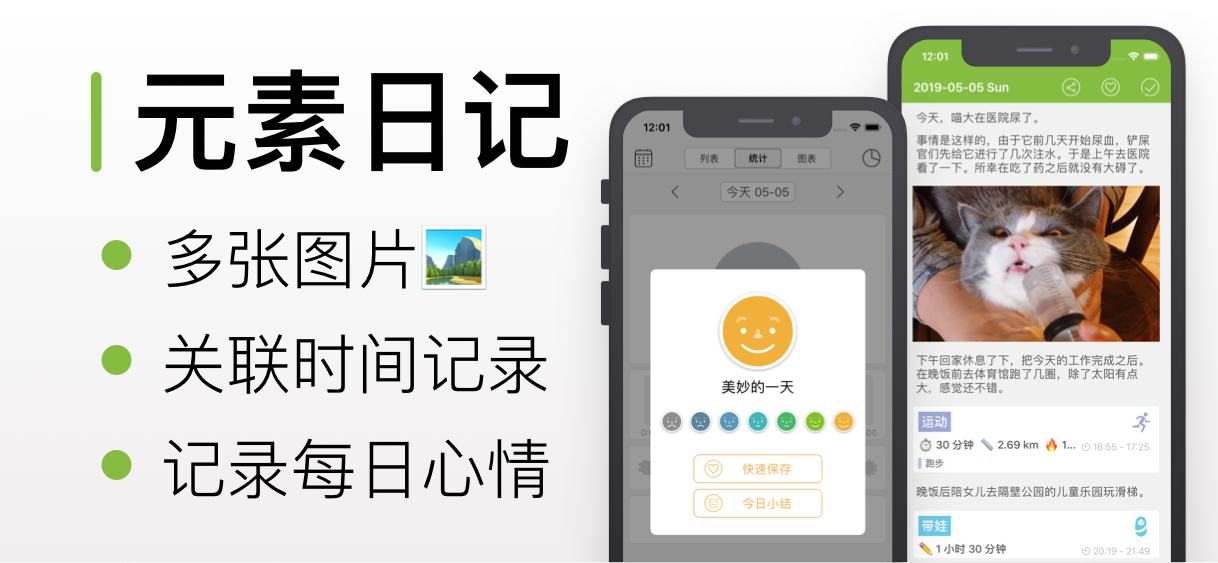 元素日记
多张图片
关联时间记录
记录每日心情
12:01
列表 统计 图表
今天 05-05
美妙的一天
快速保存
今日小结
12:01
2019-05-05 Sun
今天，喵大在医院尿了。
事情是这样的，由于它前几天开始尿血，铲屎
官们先给它进行了几次注水。于是上午去医院
看了一下。所幸在吃了药之后就没有大碍了。
下午回家休息了下，把今天的工作完成之后。
在晚饭前去体育馆跑了几圈，除了太阳有点
大，感觉还不错。
运动
30 分钟 2.69 km 1... 16:55 - 17:25
跑步
晚饭后陪女儿去隔壁公园的儿童乐园玩滑梯。
带娃
1 小时 30 分钟 20:19 - 21:49